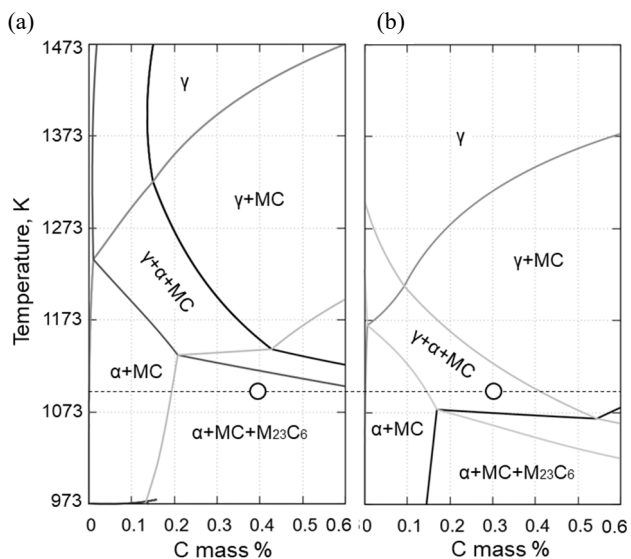 (a)
(b)
1473
1373
1273
1173
1073
973
Temperature, K
γ
γ+MC
γ+α+MC
α+MC
α+MC+M23C6
0 0.1 0.2 0.3 0.4 0.5 0.6
C mass %
γ
γ+MC
γ+α+MC
α+MC
α+MC+M23C6
0 0.1 0.2 0.3 0.4 0.5 0.6
C mass %